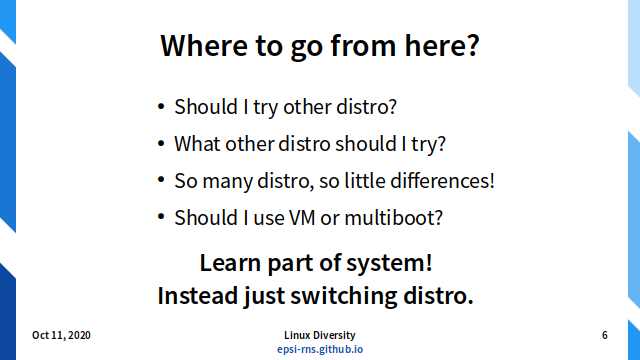 Where to go from here?
• Should I try other distro?
• What other distro should I try?
• So many distro, so little differences!
• Should I use VM or multiboot?
Learn part of system!
Instead just switching distro.
Oct 11, 2020
Linux Diversity
epsi-rns.github.io
6